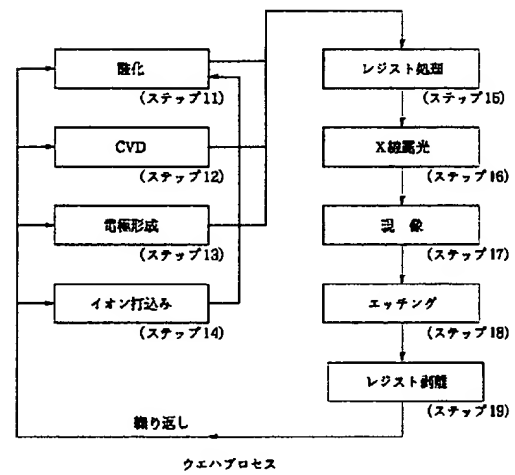 酸化
(ステップ11)
CVD
(ステップ12)
電極形成
(ステップ13)
イオン打込み
(ステップ14)
レジスト処理
(ステップ15)
X線露光
(ステップ16)
現 像
(ステップ17)
エッチング
(ステップ18)
レジスト剥離
(ステップ19)
繰り返し
ウエハプロセス